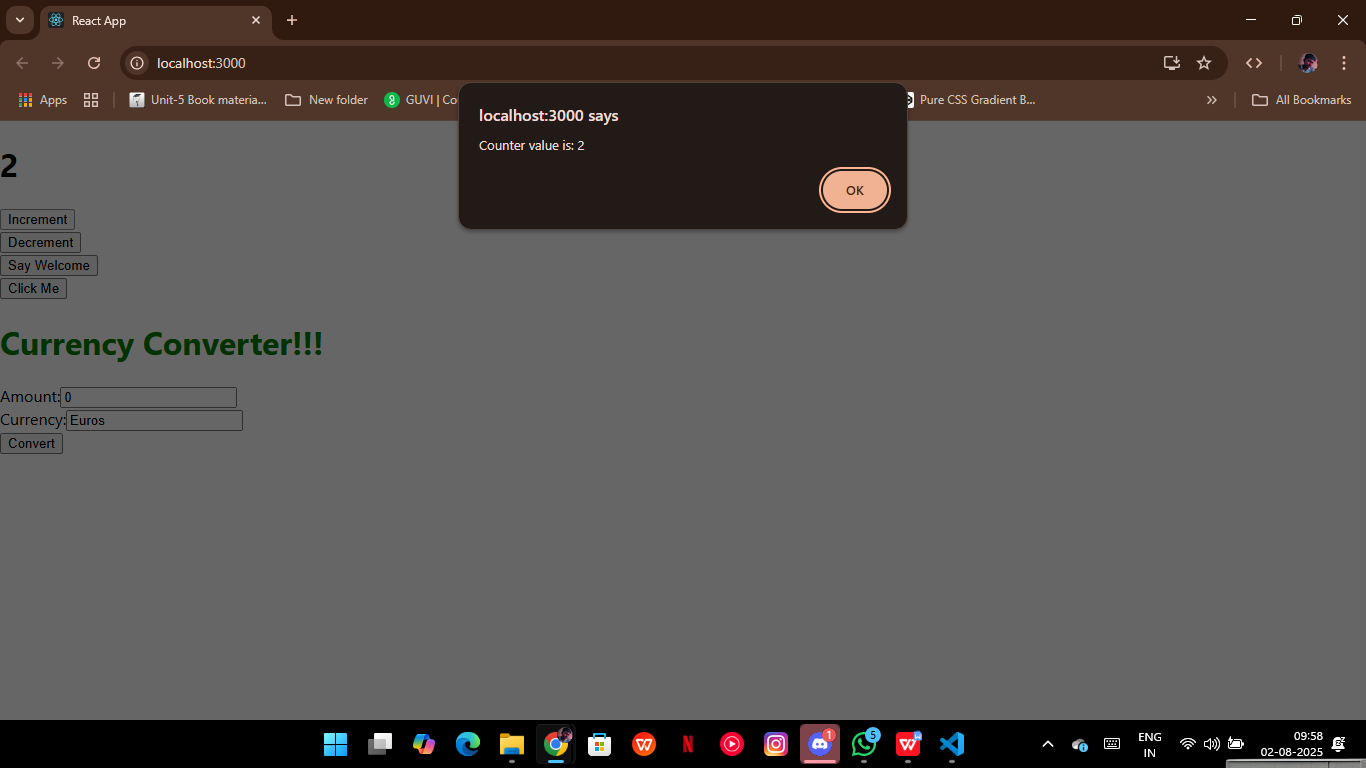 React App
localhost:3000
Apps
Unit-5 Book materia...
New folder
GUVI | Co
Pure CSS Gradient B...
All Bookmarks
localhost:3000 says
Counter value is: 2
OK
2
Increment
Decrement
Say Welcome
Click Me
Currency Converter!!!
Amount:0
Currency:Euros
Convert
1
5
ENG
IN
09:58
02-08-2025